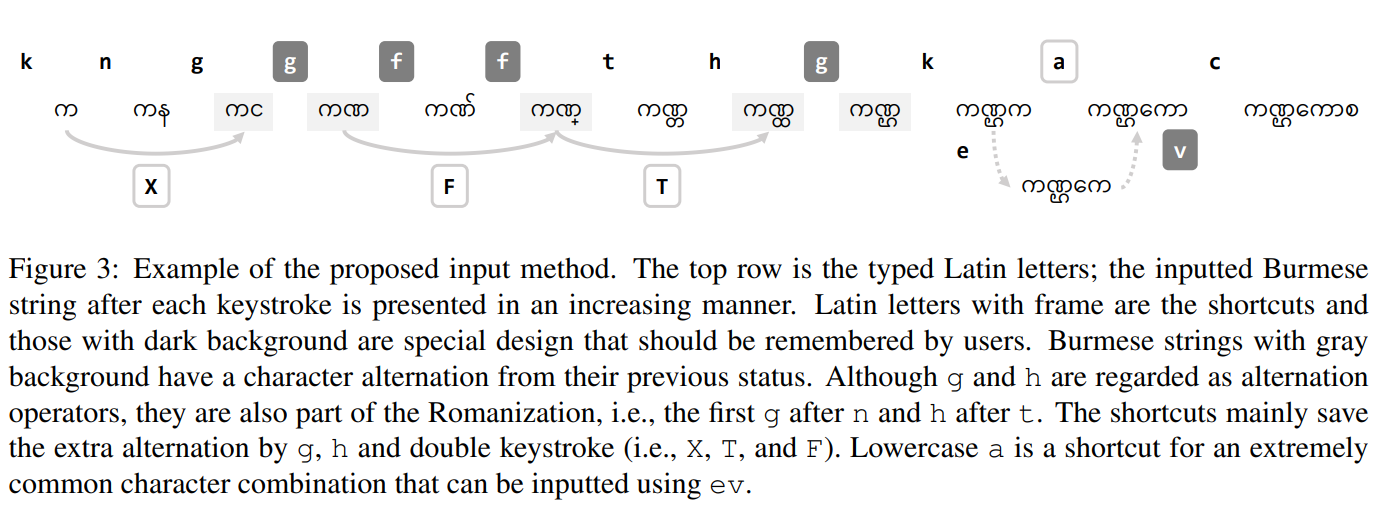 k n g g f f t h g k a c
က ကန ကင ကဏ ကဏ် ကဏ္ ကဏ္တ ကဏ္ထ ကဏ္ဌ ကဏ္ဌက ကဏ္ဌကော ကဏ္ဌကောစ
e v
X F T ကဏ္ဌကေ
Figure 3: Example of the proposed input method. The top row is the typed Latin letters; the inputted Burmese
string after each keystroke is presented in an increasing manner. Latin letters with frame are the shortcuts and
those with dark background are special design that should be remembered by users. Burmese strings with gray
background have a character alternation from their previous status. Although g and h are regarded as alternation
operators, they are also part of the Romanization, i.e., the first g after n and h after t. The shortcuts mainly save
the extra alternation by g, h and double keystroke (i.e., X, T, and F). Lowercase a is a shortcut for an extremely
common character combination that can be inputted using ev.